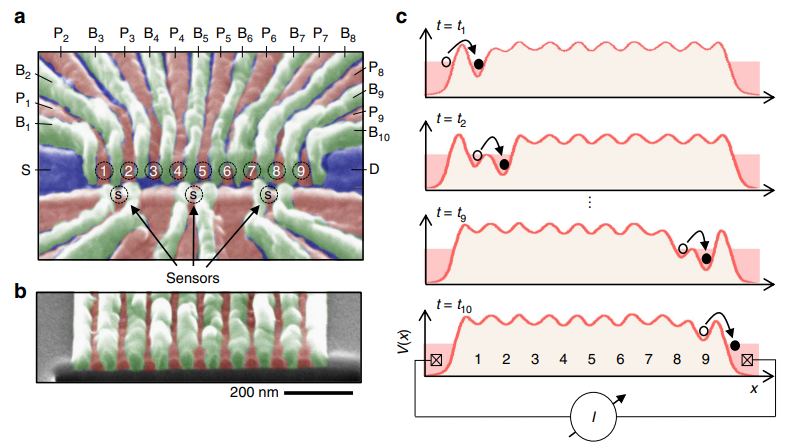 a
P2 B3 P3 B4 P4 B5 P5 B6 P6 B7 P7 B8
B2
P1
B1
S
P8
B9
P9
B10
D
1 2 3 4 5 6 7 8 9
S S S
Sensors
b
200 nm
c
t = t1
t = t2
⋮
t = t9
t = t10
V(x)
1 2 3 4 5 6 7 8 9
x
I